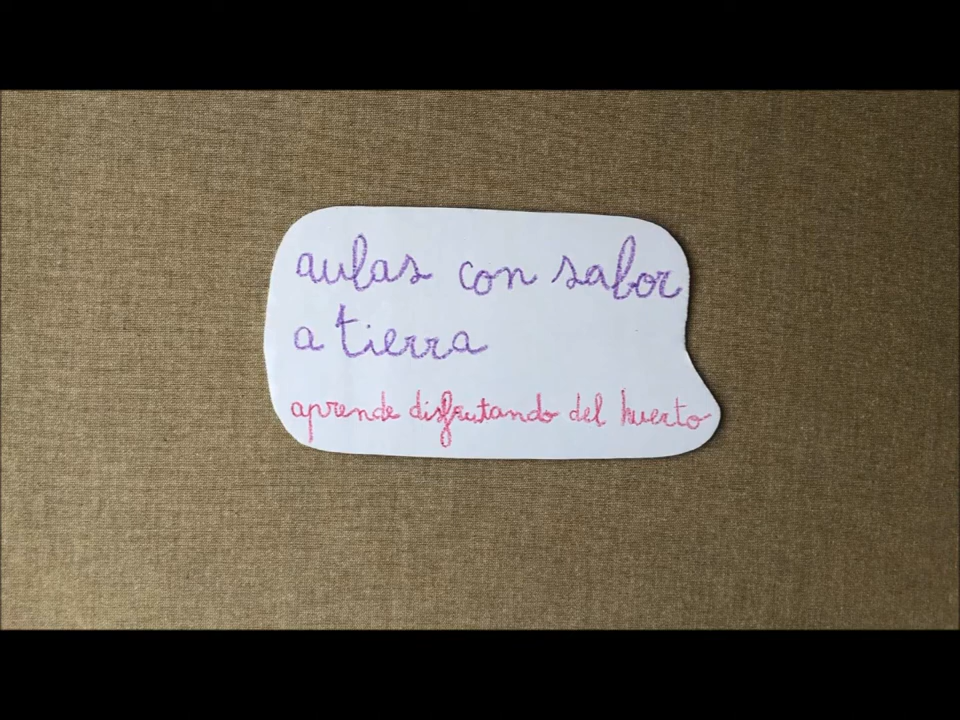 aulas con sabor
a tierra
aprende disfrutando del huerto